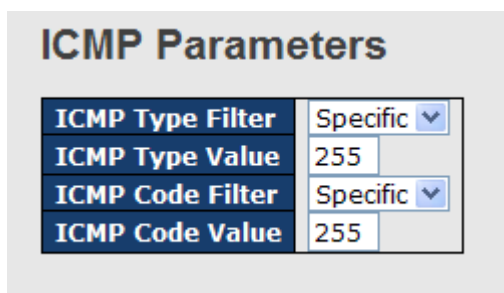 ICMP Parameters
ICMP Type Filter Specific
ICMP Type Value 255
ICMP Code Filter Specific
ICMP Code Value 255